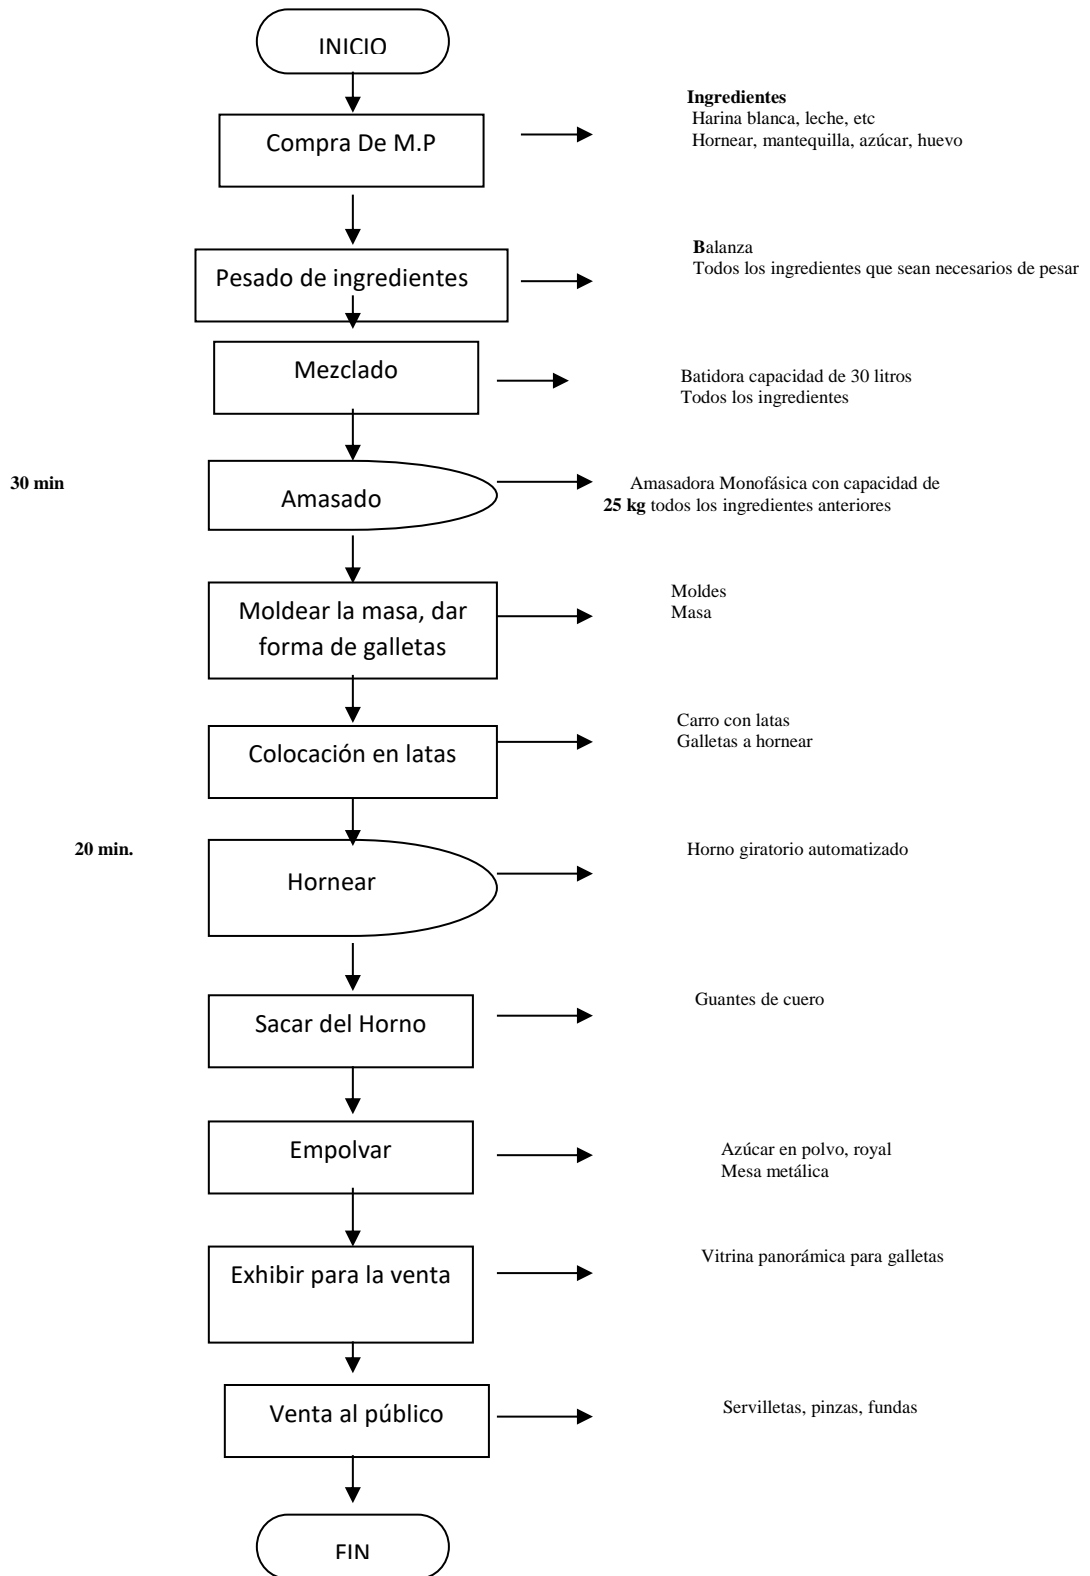 INICIO
Ingredientes
Harina blanca, leche, etc
Compra De M.P
Hornear, mantequilla, azúcar, huevo
Balanza
Todos los ingredientes que sean necesarios de pesar
Pesado de ingredientes
Mezclado
Batidora capacidad de 30 litros
Todos los ingredientes
30 min
Amasado
Amasadora Monofásica con capacidad de
25 kg todos los ingredientes anteriores
Moldear la masa, dar
forma de galletas
Moldes
Masa
Colocación en latas
Carro con latas
Galletas a hornear
20 min.
Hornear
Horno giratorio automatizado
Sacar del Horno
Guantes de cuero
Empolvar
Azúcar en polvo, royal
Mesa metálica
Exhibir para la venta
Vitrina panorámica para galletas
Venta al público
Servilletas, pinzas, fundas
FIN